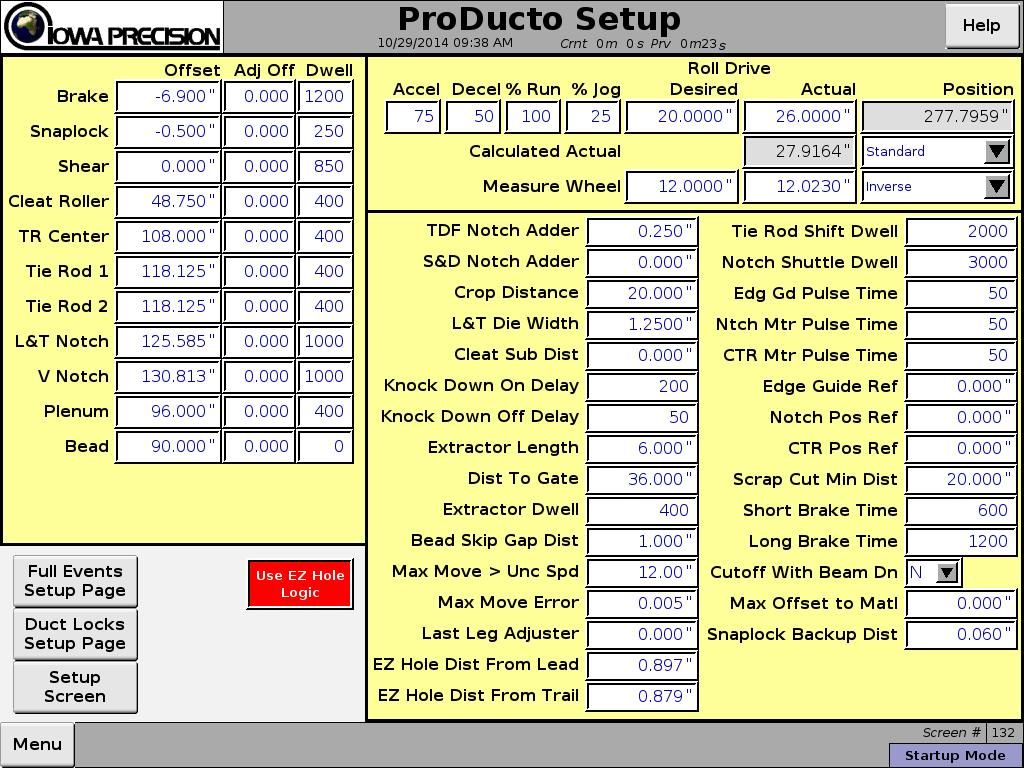 IOWA PRECISION
ProDucto Setup
10/29/2014 09:38 AM Crnt 0m 0s Prv 0m23s
Help
Offset Adj Off Dwell
Brake -6.900" 0.000 1200
Snaplock -0.500" 0.000 250
Shear 0.000" 0.000 850
Cleat Roller 48.750" 0.000 400
TR Center 108.000" 0.000 400
Tie Rod 1 118.125" 0.000 400
Tie Rod 2 118.125" 0.000 400
L&T Notch 125.585" 0.000 1000
V Notch 130.813" 0.000 1000
Plenum 96.000" 0.000 400
Bead 90.000" 0.000 0
Roll Drive
Accel Decel % Run % Jog Desired Actual Position
75 50 100 25 20.0000" 26.0000" 277.7959"
Calculated Actual 27.9164" Standard
Measure Wheel 12.0000" 12.0230" Inverse
TDF Notch Adder 0.250"
S&D Notch Adder 0.000"
Crop Distance 20.000"
L&T Die Width 1.2500"
Cleat Sub Dist 0.000"
Knock Down On Delay 200
Knock Down Off Delay 50
Extractor Length 6.000"
Dist To Gate 36.000"
Extractor Dwell 400
Bead Skip Gap Dist 1.000"
Max Move > Unc Spd 12.00"
Max Move Error 0.005"
Last Leg Adjuster 0.000"
EZ Hole Dist From Lead 0.897"
EZ Hole Dist From Trail 0.879"
Tie Rod Shift Dwell 2000
Notch Shuttle Dwell 3000
Edg Gd Pulse Time 50
Ntch Mtr Pulse Time 50
CTR Mtr Pulse Time 50
Edge Guide Ref 0.000"
Notch Pos Ref 0.000"
CTR Pos Ref 0.000"
Scrap Cut Min Dist 20.000"
Short Brake Time 600
Long Brake Time 1200
Cutoff With Beam Dn N
Max Offset to Matl 0.000"
Snaplock Backup Dist 0.060"
Full Events
Setup Page
Duct Locks
Setup Page
Setup
Screen
Use EZ Hole
Logic
Menu
Screen # 132
Startup Mode